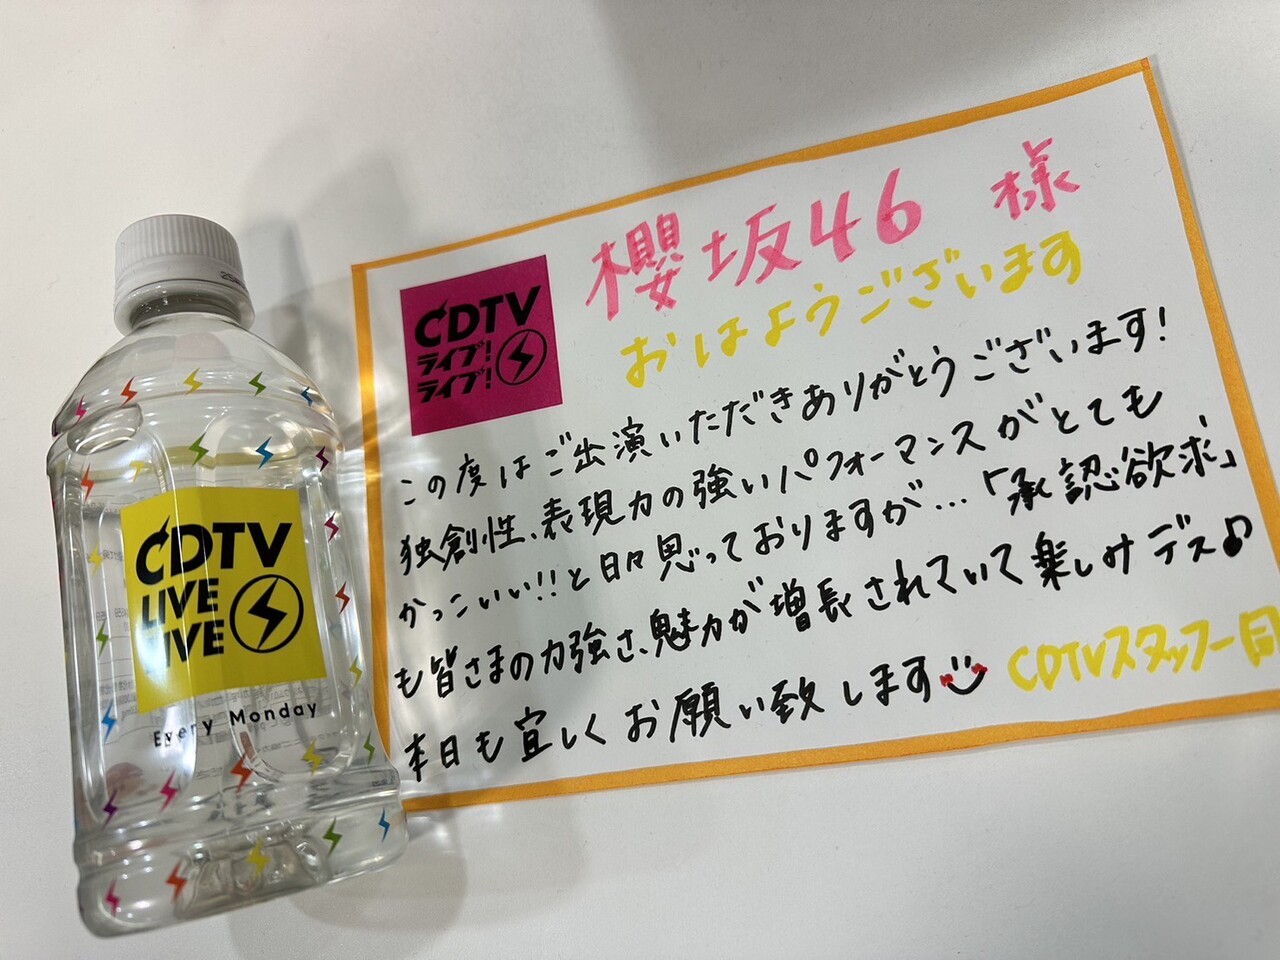 CDTV
LIVE
LIVE
Every Monday
CDTV
ライブ!
ライブ!
櫻坂46 様
おはようございます
この度はご出演いただきありがとうございます!
独創性、表現力の強いパフォーマンスがとても
かっこいい!!と日々思っておりますが…「承認欲求」
も皆さまの力強さ、魅力が増長されていて楽しみデス♪
本日も宜しくお願い致します
CDTVスタッフ一同